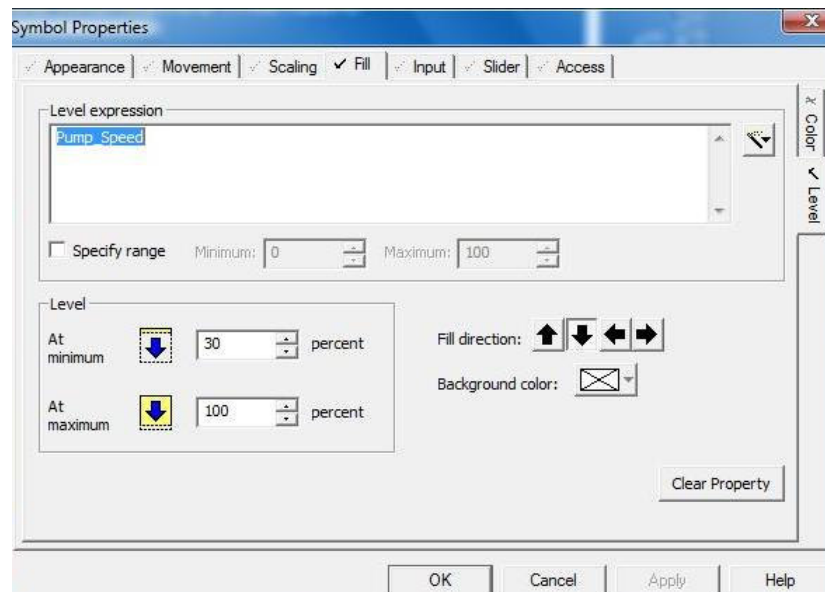 Symbol Properties
Appearance Movement Scaling Fill Input Slider Access
Level expression
Pump_Speed
Specify range Minimum: 0 Maximum: 100
Level
At minimum 30 percent
At maximum 100 percent
Fill direction:
Background color:
Clear Property
OK Cancel Apply Help
Color
Level